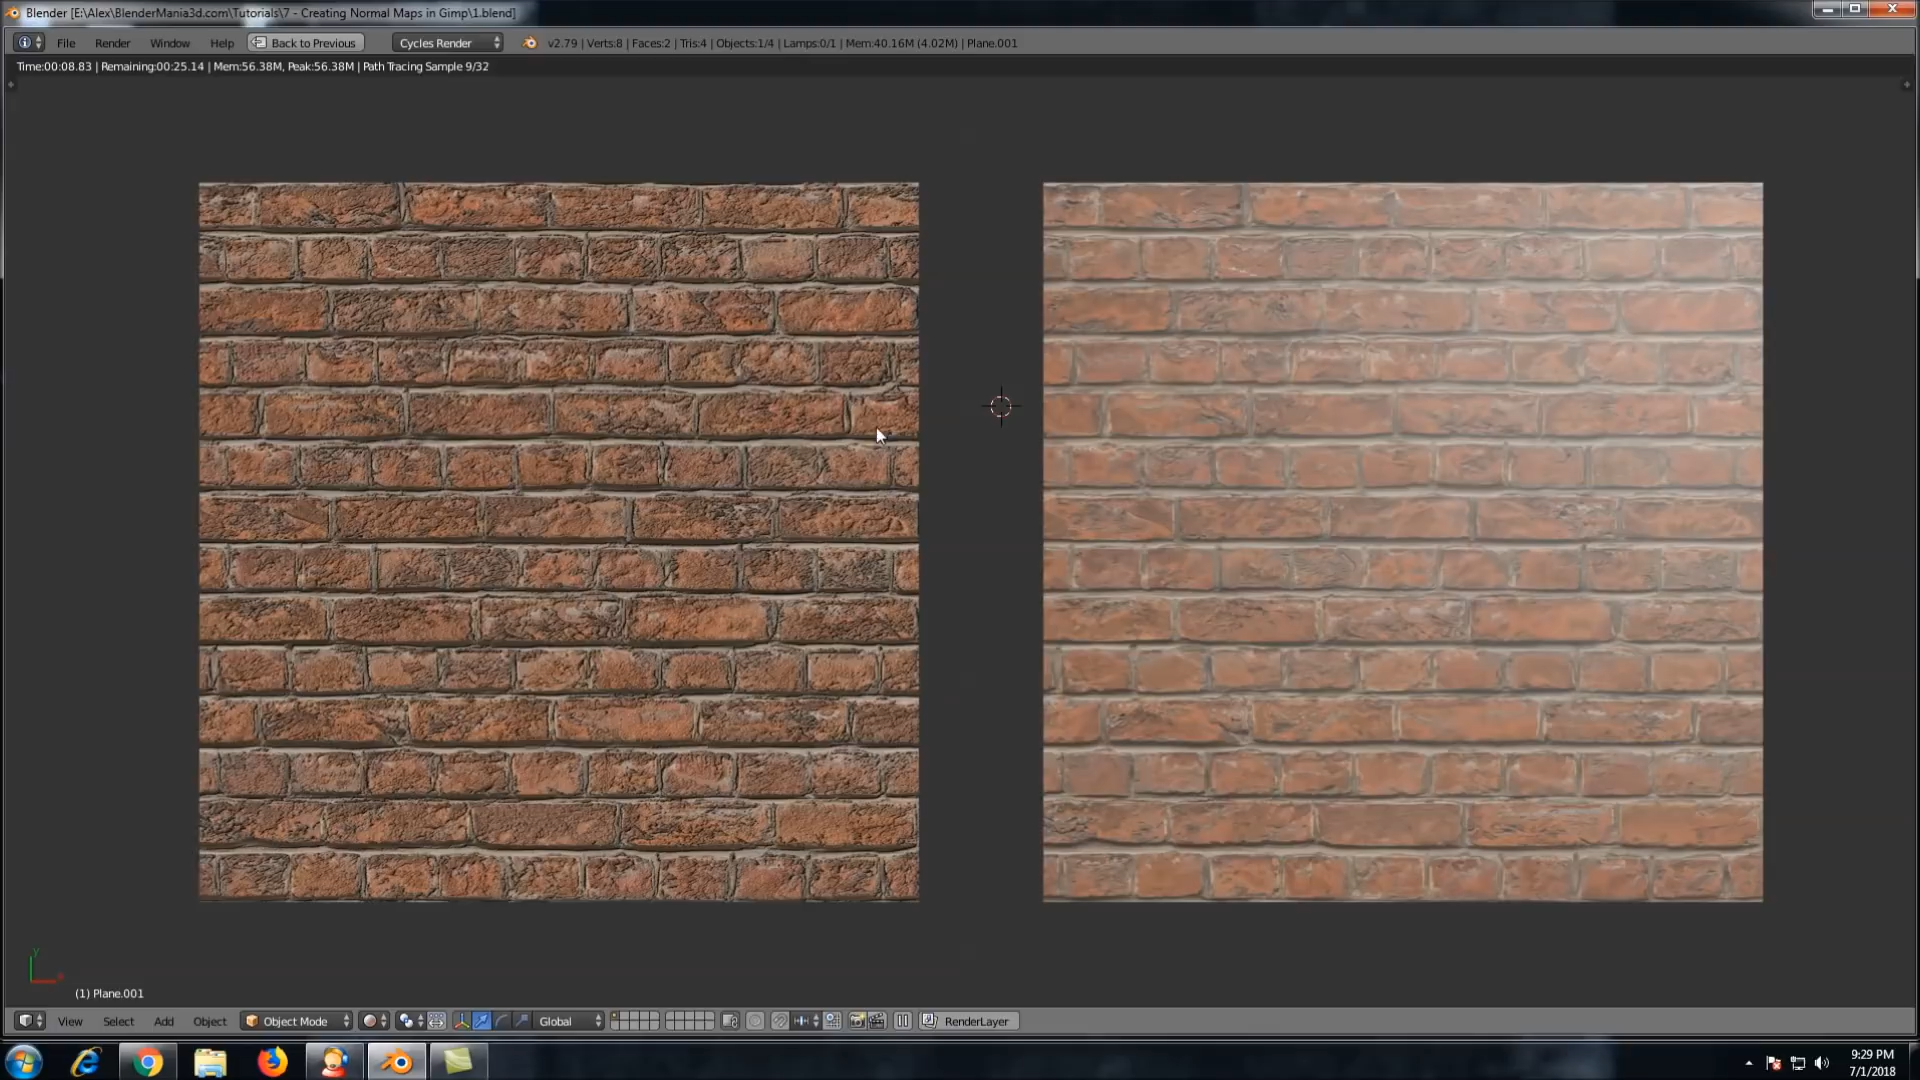 Blender [E:\Alex\BlenderMania3d.com\Tutorials\7 - Creating Normal Maps in Gimp\1.blend]
File Render Window Help Back to Previous Cycles Render v2.79 | Verts:8 | Faces:2 | Tris:4 | Objects:1/4 | Lamps:0/1 | Mem:40.16M (4.02M) | Plane.001
Time:00:08.83 | Remaining:00:25.14 | Mem:56.38M, Peak:56.38M | Path Tracing Sample 9/32
Y
(1) Plane.001
View Select Add Object Object Mode Global RenderLayer
9:29 PM
7/1/2018